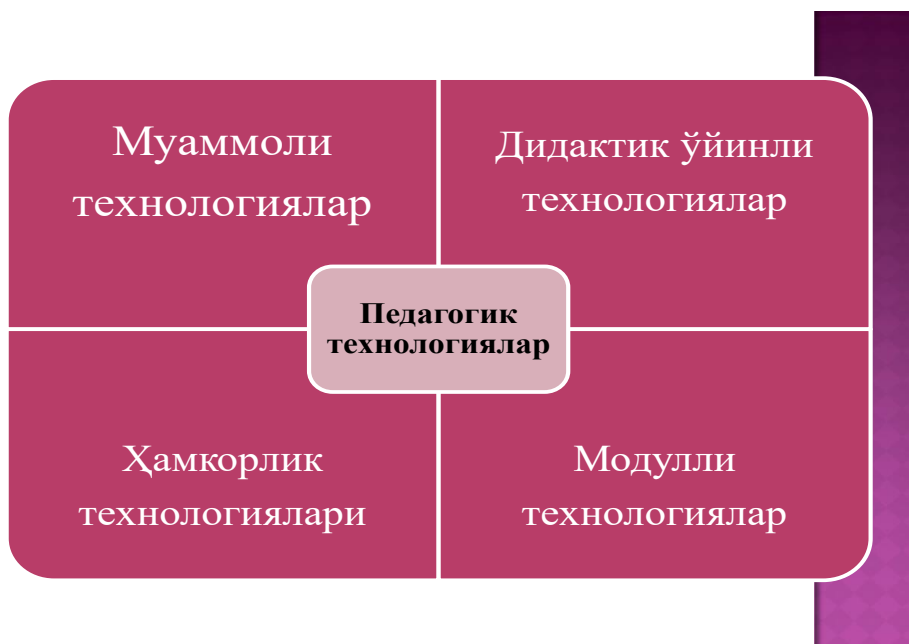 Муаммоли
технологиялар
Дидактик ўйинли
технологиялар
Педагогик
технологиялар
Ҳамкорлик
технологиялари
Модулли
технологиялар